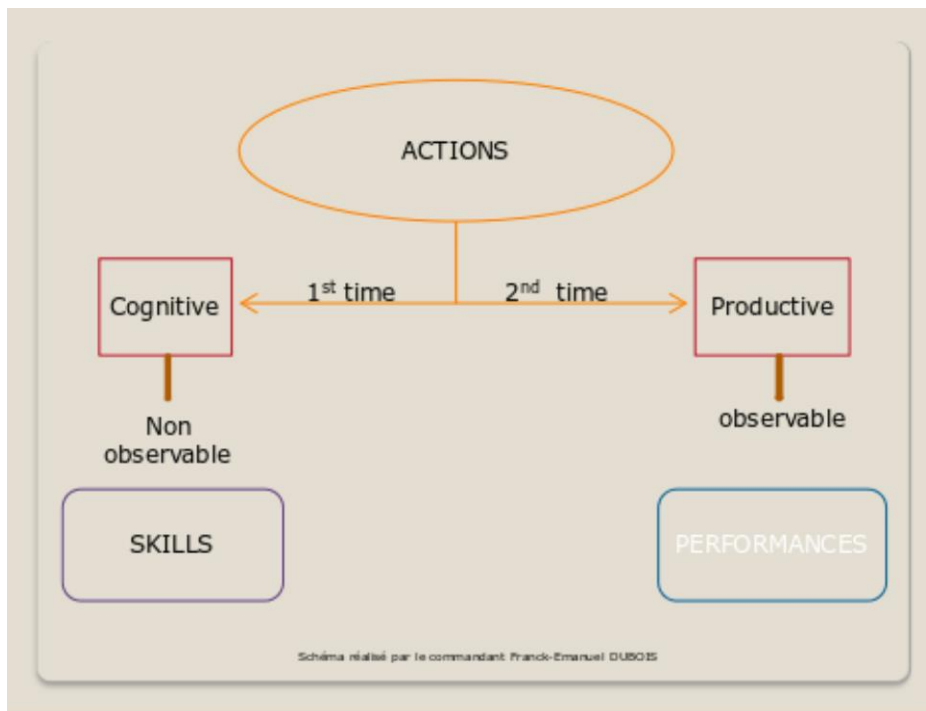 ACTIONS
1st time
2nd time
Cognitive
Productive
Non
observable
observable
SKILLS
PERFORMANCES
Schéma réalisé par le commandant Franck-Emanuel DUBOIS